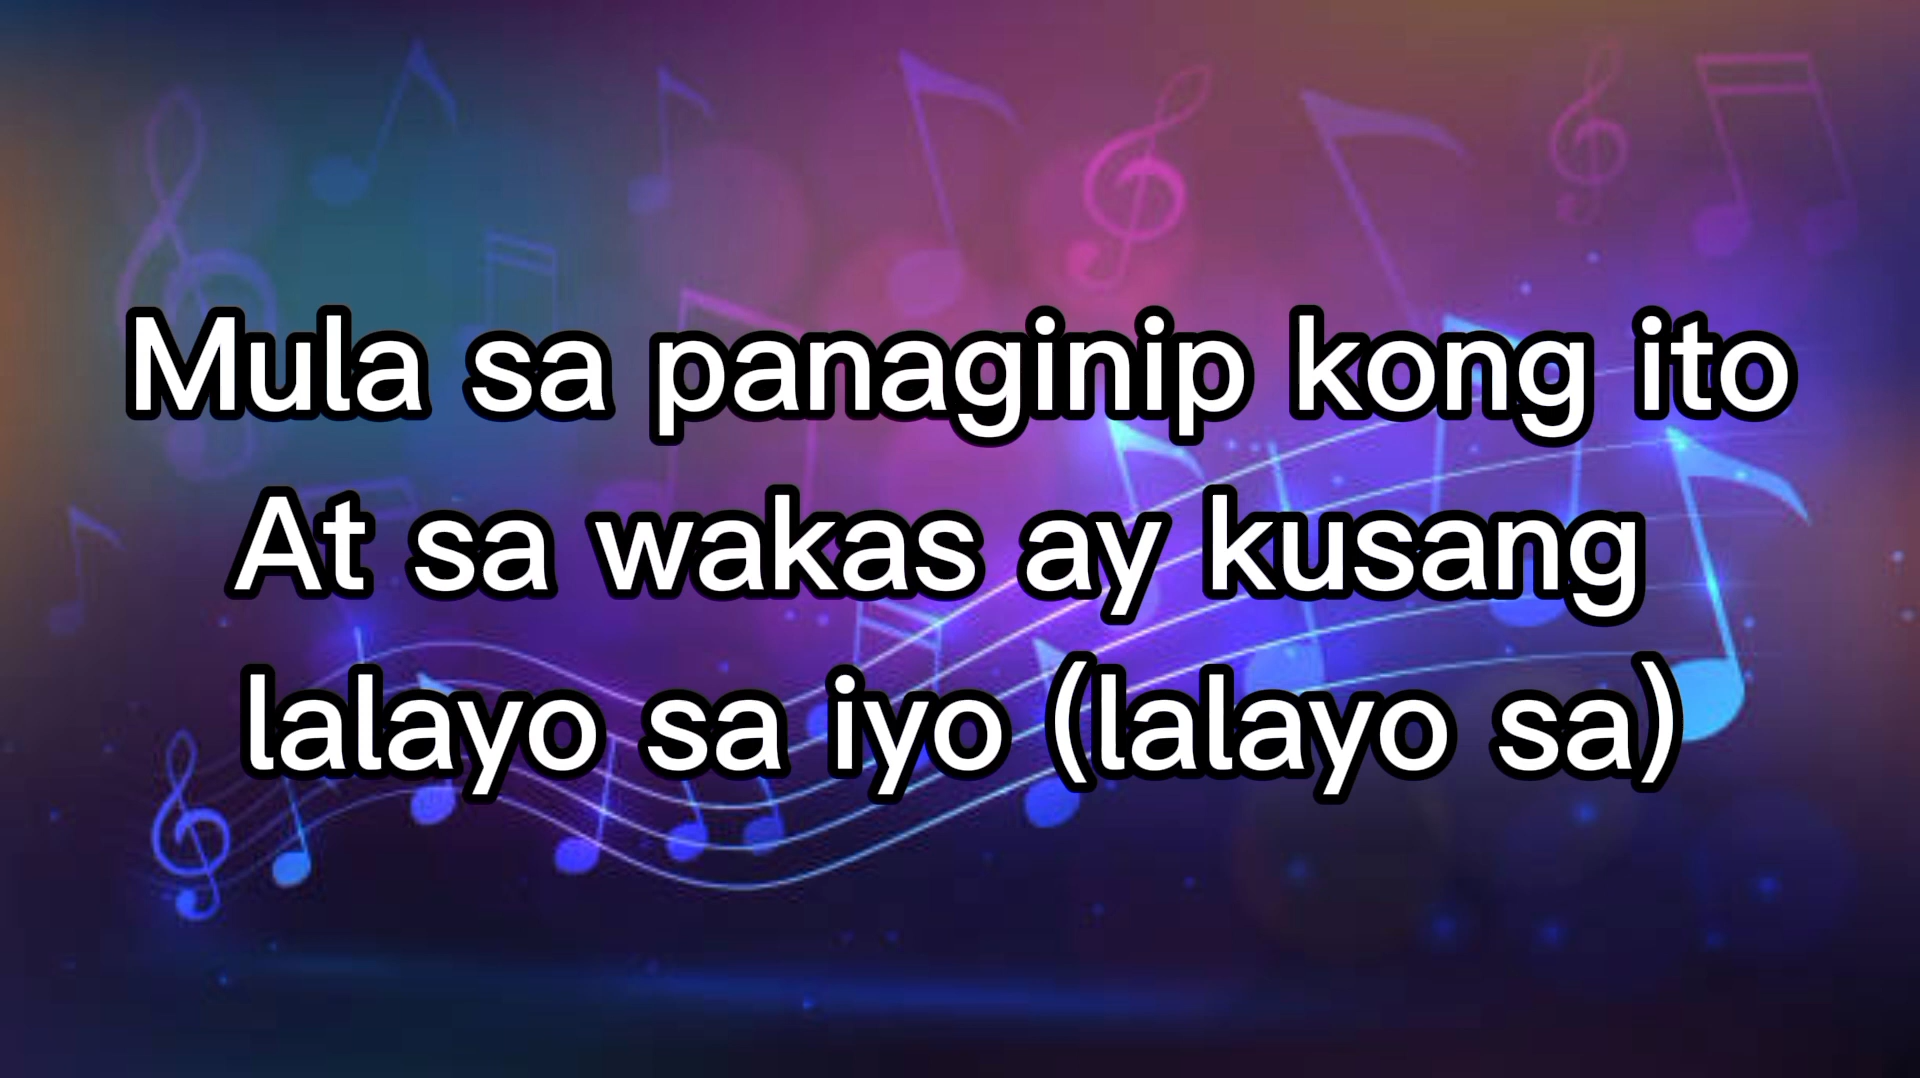 Mula sa panaginip kong ito
At sa wakas ay kusang
lalayo sa iyo (lalayo sa)